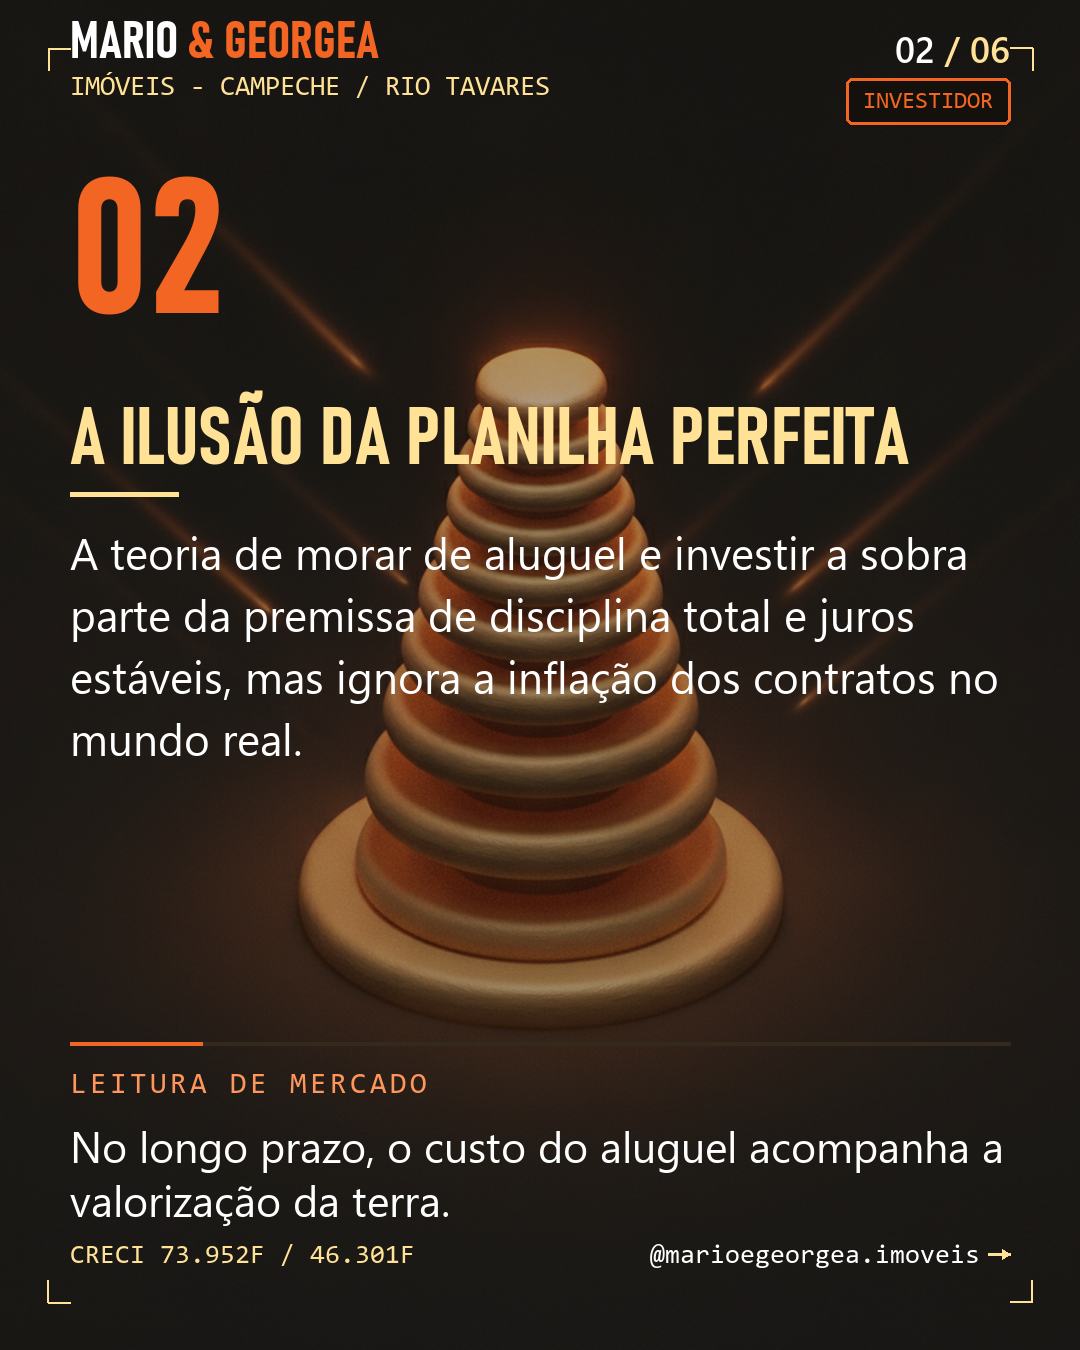 MARIO & GEORGEA
IMÓVEIS - CAMPECHE / RIO TAVARES
02 / 06
INVESTIDOR
02
A ILUSÃO DA PLANILHA PERFEITA
A teoria de morar de aluguel e investir a sobra
parte da premissa de disciplina total e juros
estáveis, mas ignora a inflação dos contratos no
mundo real.
LEITURA DE MERCADO
No longo prazo, o custo do aluguel acompanha a
valorização da terra.
CRECI 73.952F / 46.301F
@marioegeorgea.imoveis